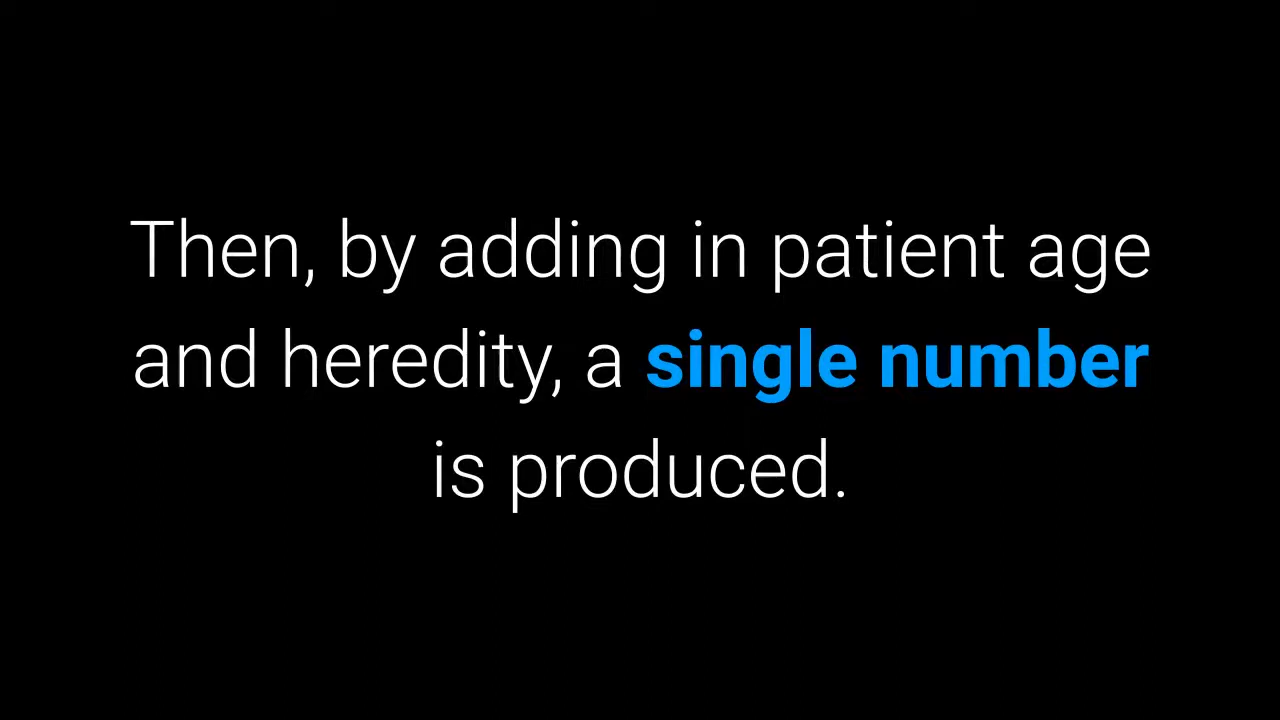 Then, by adding in patient age
and heredity, a single number
is produced.